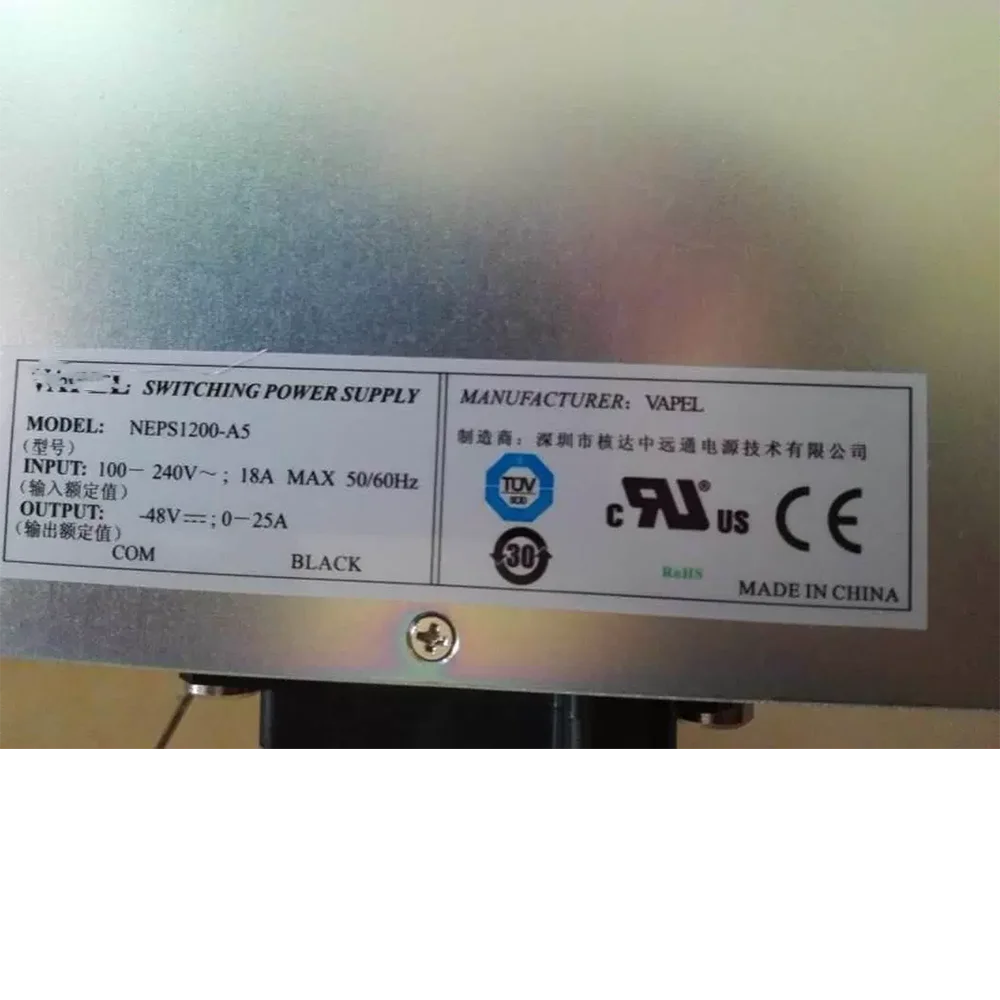 VAPEL SWITCHING POWER SUPPLY
MODEL: NEPS1200-A5
(型号)
INPUT: 100－240V～; 18A MAX 50/60Hz
(输入额定值)
OUTPUT: -48V⎓; 0－25A
(输出额定值)
COM BLACK
MANUFACTURER: VAPEL
制造商：深圳市核达中远通电源技术有限公司
TÜV
c RU ® US CE
30
RoHS
MADE IN CHINA